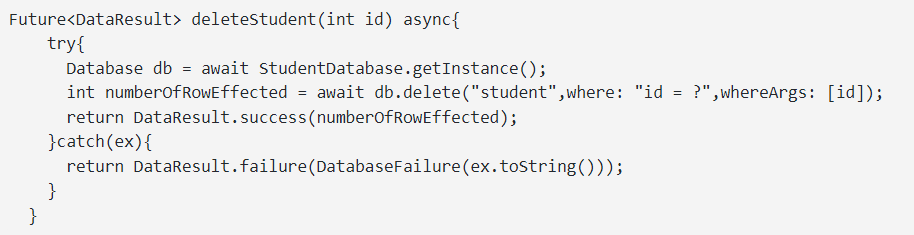 Future<DataResult> deleteStudent(int id) async{
    try{
      Database db = await StudentDatabase.getInstance();
      int numberOfRowEffected = await db.delete("student",where: "id = ?",whereArgs: [id]);
      return DataResult.success(numberOfRowEffected);
    }catch(ex){
      return DataResult.failure(DatabaseFailure(ex.toString()));
    }
  }